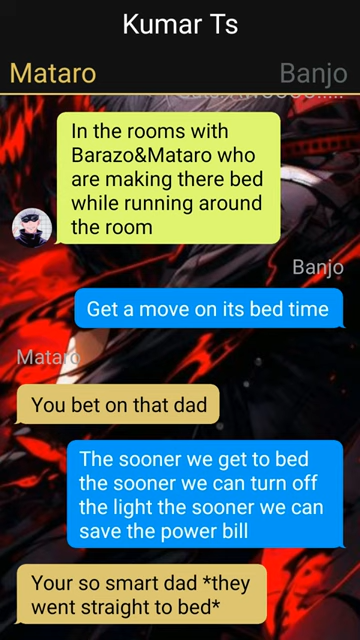 Kumar Ts
Mataro
Banjo
In the rooms with
Barazo&Mataro who
are making there bed
while running around
the room
Banjo
Get a move on its bed time
Mataro
You bet on that dad
The sooner we get to bed
the sooner we can turn off
the light the sooner we can
save the power bill
Your so smart dad *they
went straight to bed*